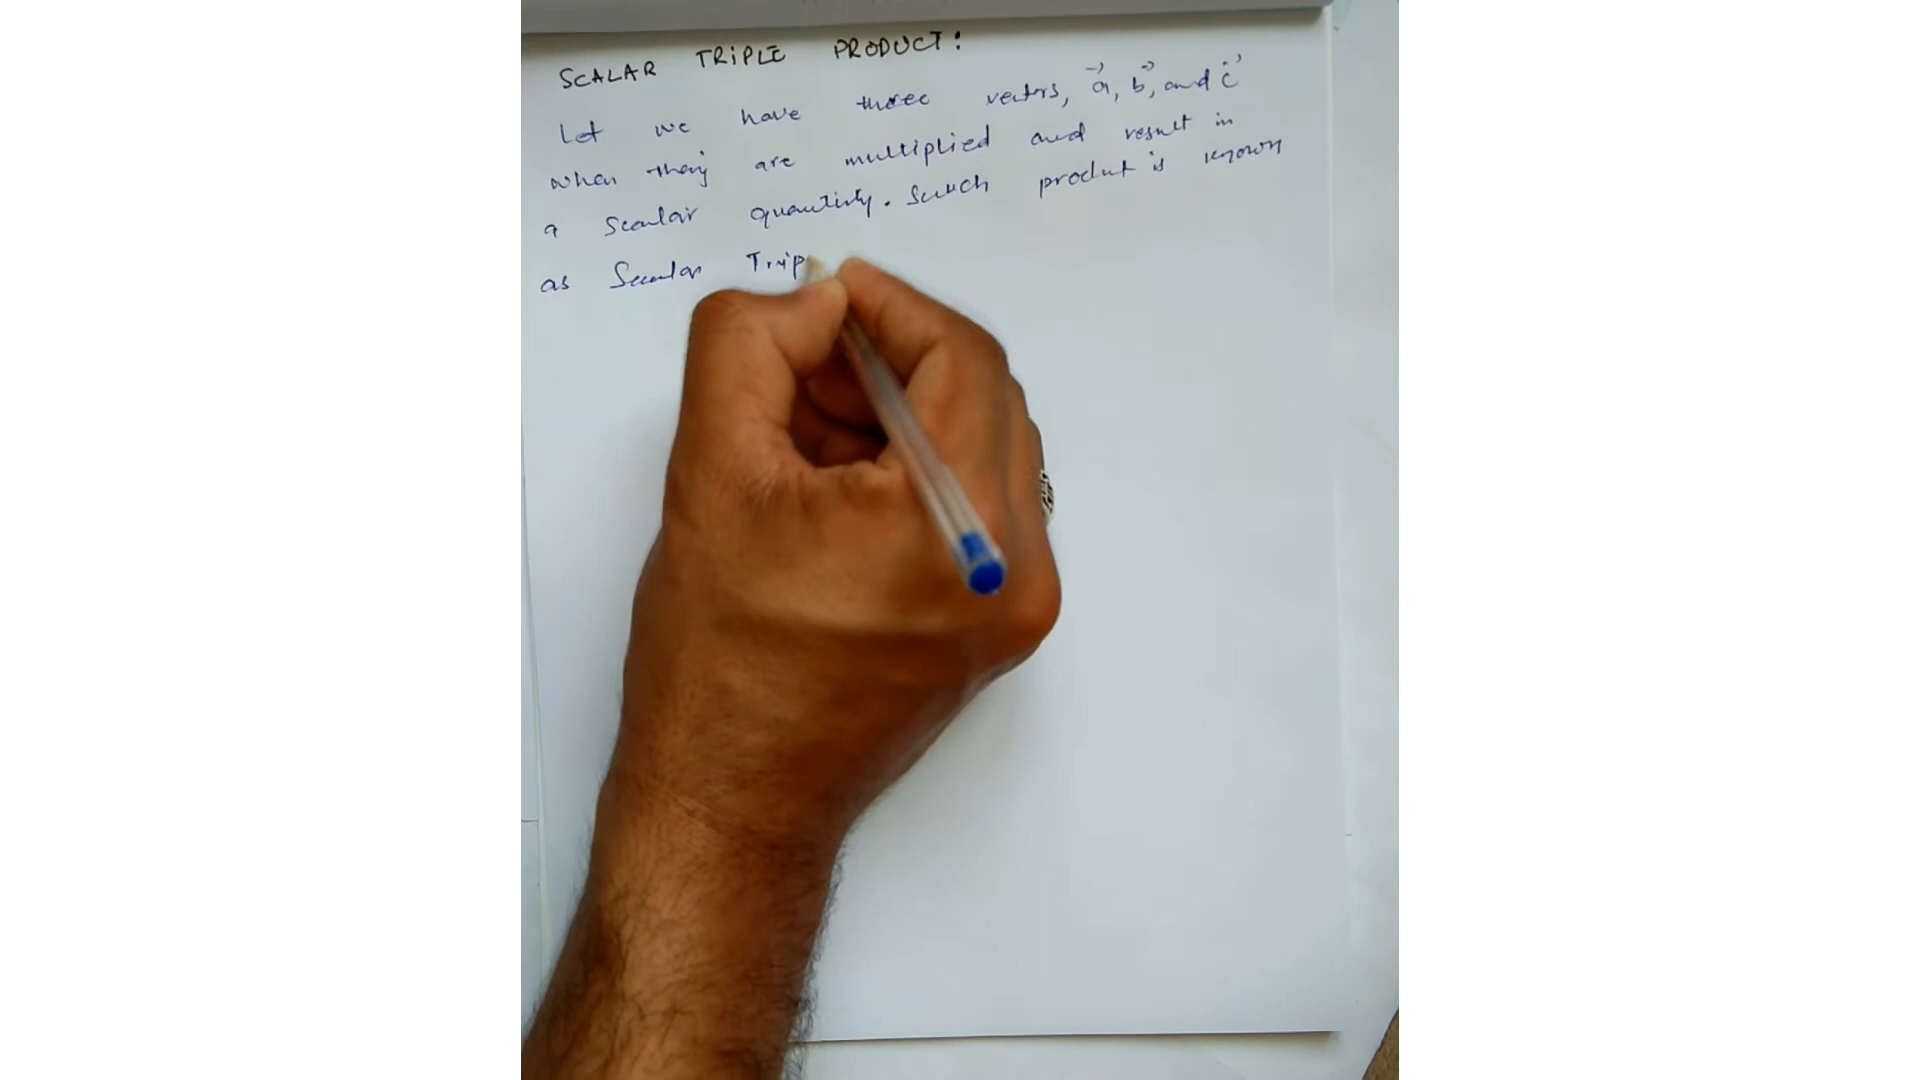 SCALAR TRIPLE PRODUCT:
Let we have three vectors, a⃗, b⃗, and c⃗
when they are multiplied and result in
a scalar quantity. Such product is known
as Scalar Trip